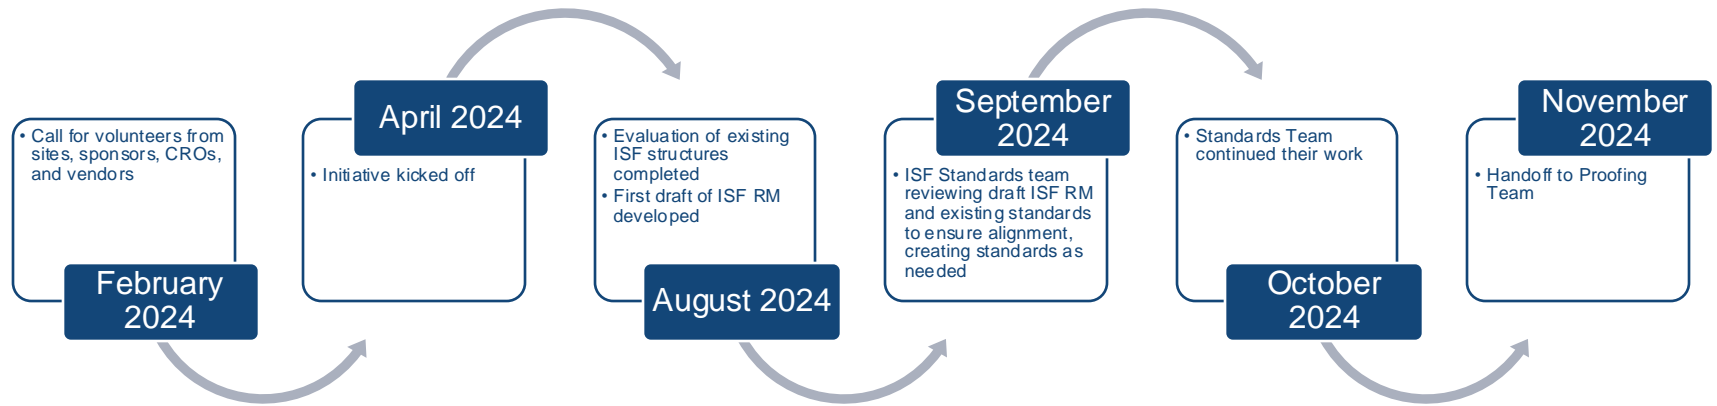 • Call for volunteers from
sites, sponsors, CROs,
and vendors
February
2024
April 2024
• Initiative kicked off
• Evaluation of existing
ISF structures
completed
• First draft of ISF RM
developed
August 2024
September
2024
• ISF Standards team
reviewing draft ISF RM
and existing standards
to ensure alignment,
creating standards as
needed
• Standards Team
continued their work
October
2024
November
2024
• Handoff to Proofing
Team